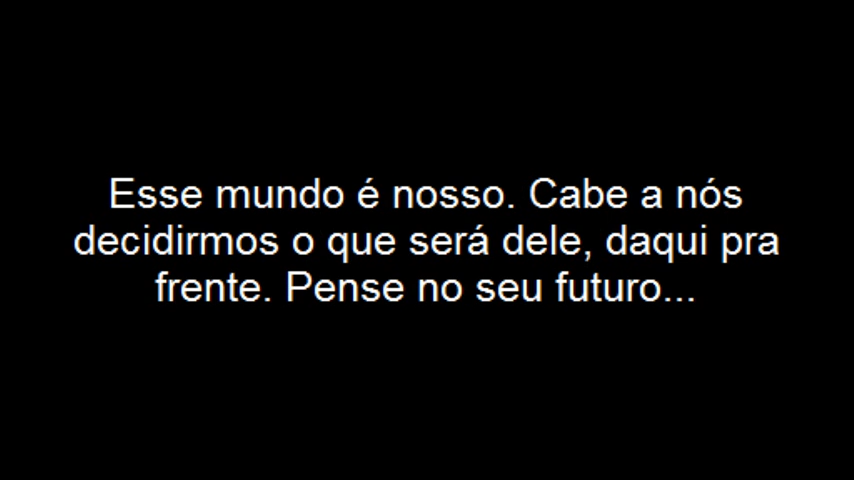 Esse mundo é nosso. Cabe a nós
decidirmos o que será dele, daqui pra
frente. Pense no seu futuro...